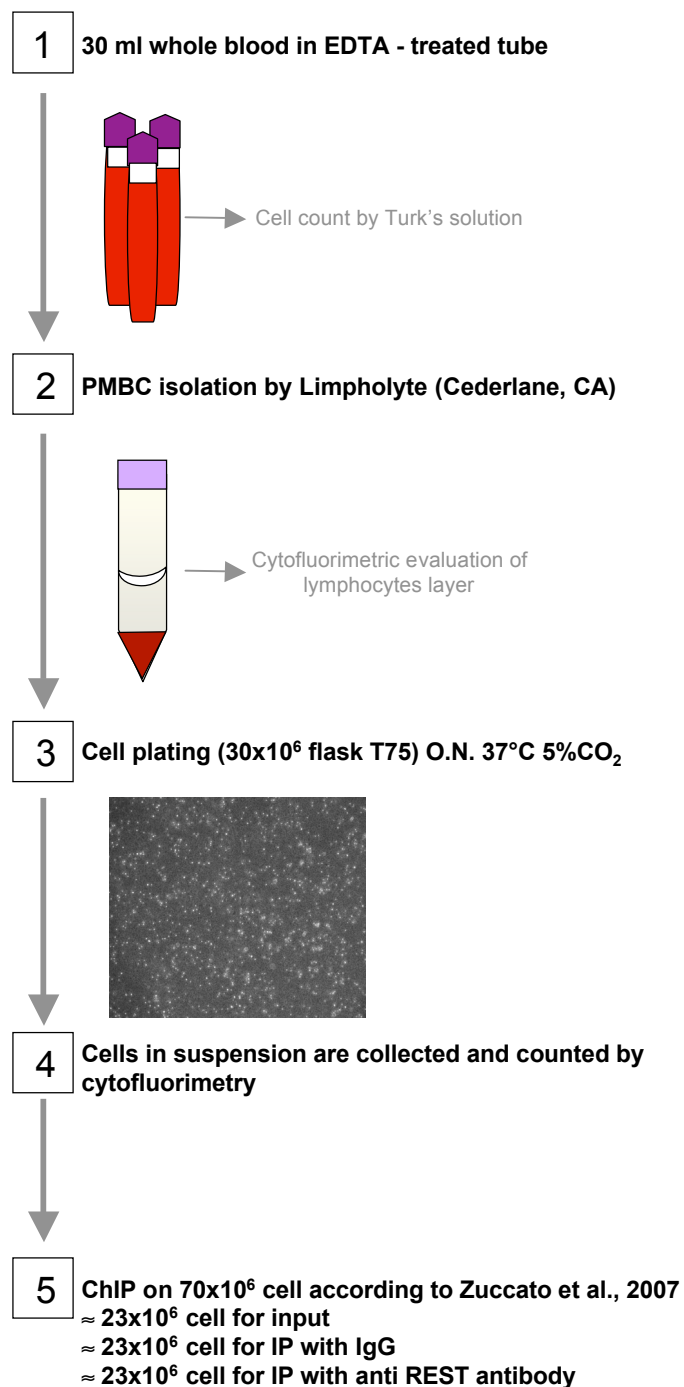 1
30 ml whole blood in EDTA - treated tube
Cell count by Turk's solution
2
PMBC isolation by Limpholyte (Cederlane, CA)
Cytofluorimetric evaluation of
lymphocytes layer
3
Cell plating (30x10⁶ flask T75) O.N. 37°C 5%CO₂
4
Cells in suspension are collected and counted by
cytofluorimetry
5
ChIP on 70x10⁶ cell according to Zuccato et al., 2007
≈ 23x10⁶ cell for input
≈ 23x10⁶ cell for IP with IgG
≈ 23x10⁶ cell for IP with anti REST antibody